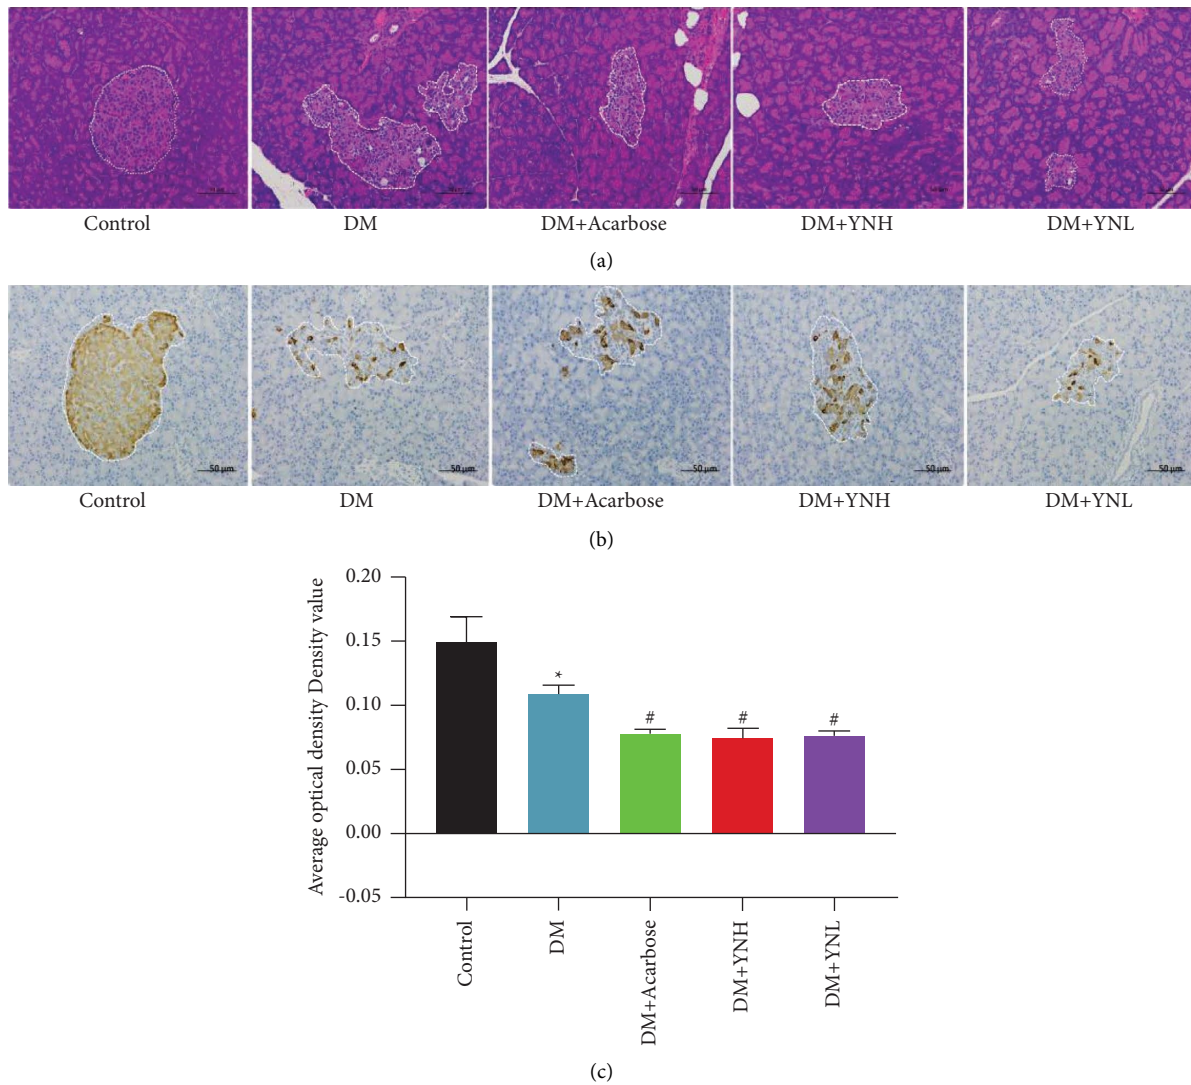 Control DM DM+Acarbose DM+YNH DM+YNL
(a)
50 μm 50 μm 50 μm 50 μm 50 μm
Control DM DM+Acarbose DM+YNH DM+YNL
(b)
Average optical density Density value
0.20
0.15
0.10
0.05
0.00
-0.05
*
#
#
#
Control
DM
DM+Acarbose
DM+YNH
DM+YNL
(c)